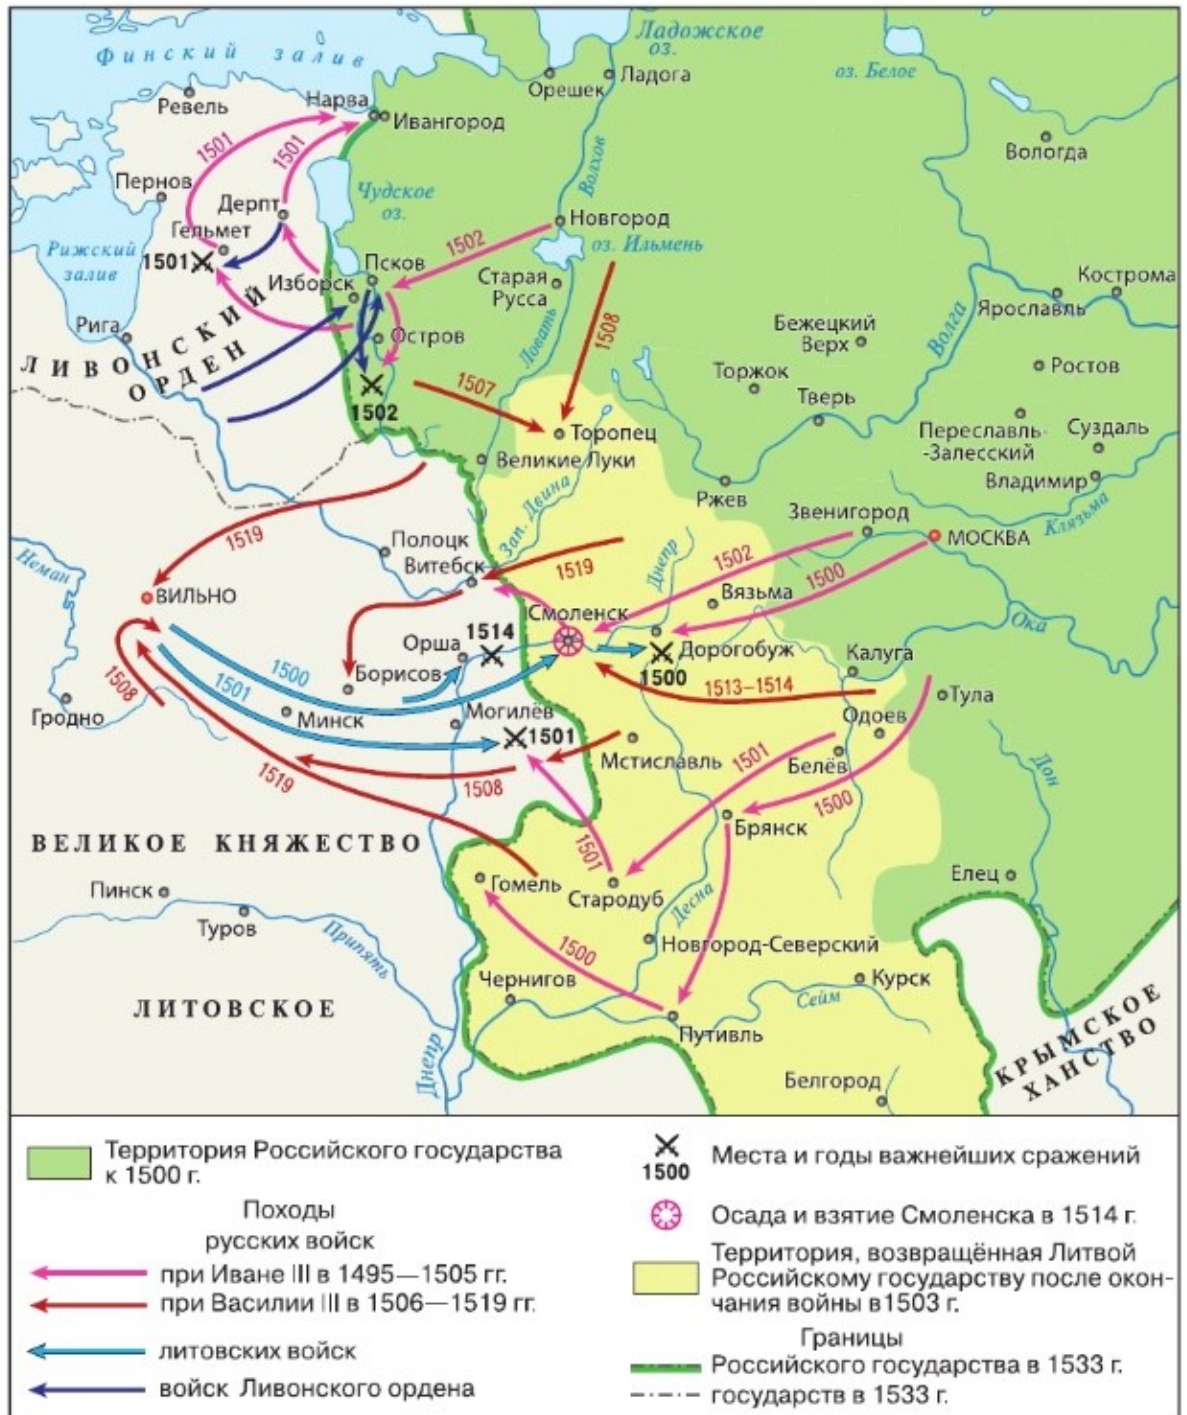 Финский залив
Ладожское
оз.
оз. Белое
Ревель
Нарва
Ивангород
Орешек
Ладога
Вологда
1501
1501
Волхов
Пернов
Дерпт
Гельмет
Чудское
оз.
Новгород
оз. Ильмень
1502
Рижский
залив
1501
Изборск
Псков
Старая
Русса
Кострома
Ярославль
Рига
Остров
Ловать
1508
Бежецкий
Верх
Волга
ЛИВОНСКИЙ
ОРДЕН
1502
1507
Торжок
Тверь
Ростов
Торопец
Великие Луки
Переславль-
-Залесский
Суздаль
Владимир
Ржев
Зап. Двина
Звенигород
Клязьма
МОСКВА
1519
Полоцк
Витебск
1519
Днепр
1502
1500
Неман
ВИЛЬНО
Смоленск
Вязьма
Ока
Орша
1514
Дорогобуж
1500
Калуга
1500
1501
Борисов
1513–1514
Тула
1508
Гродно
Минск
Могилёв
1501
Одоев
Мстиславль
1501
Белёв
Дон
1519
1508
1500
Брянск
ВЕЛИКОЕ КНЯЖЕСТВО
1501
Пинск
Гомель
Стародуб
Елец
Десна
Туров
Припять
1500
Новгород-Северский
Чернигов
Курск
Сейм
ЛИТОВСКОЕ
Путивль
КРЫМСКОЕ
ХАНСТВО
Днепр
Белгород
Территория Российского государства
к 1500 г.
Походы
русских войск
при Иване III в 1495—1505 гг.
при Василии III в 1506—1519 гг.
литовских войск
войск Ливонского ордена
1500
Места и годы важнейших сражений
Осада и взятие Смоленска в 1514 г.
Территория, возвращённая Литвой
Российскому государству после окон-
чания войны в1503 г.
Границы
Российского государства в 1533 г.
государств в 1533 г.